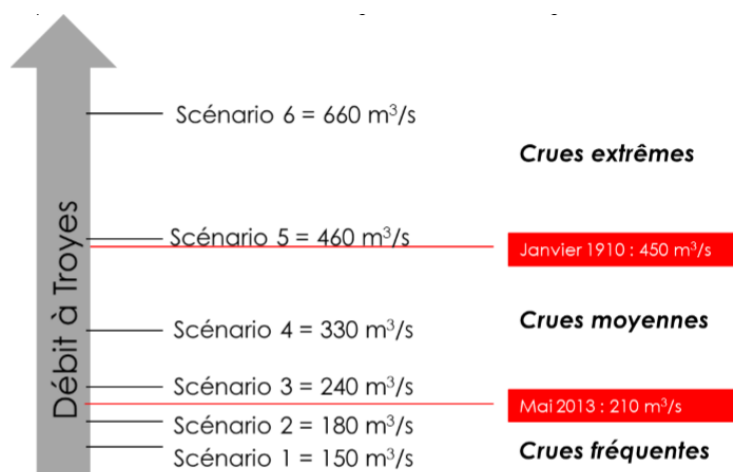 Scénario 6 = 660 m³/s
Crues extrêmes
Scénario 5 = 460 m³/s
Janvier 1910 : 450 m³/s
Crues moyennes
Scénario 4 = 330 m³/s
Scénario 3 = 240 m³/s
Mai 2013 : 210 m³/s
Scénario 2 = 180 m³/s
Crues fréquentes
Scénario 1 = 150 m³/s
Débit à Troyes